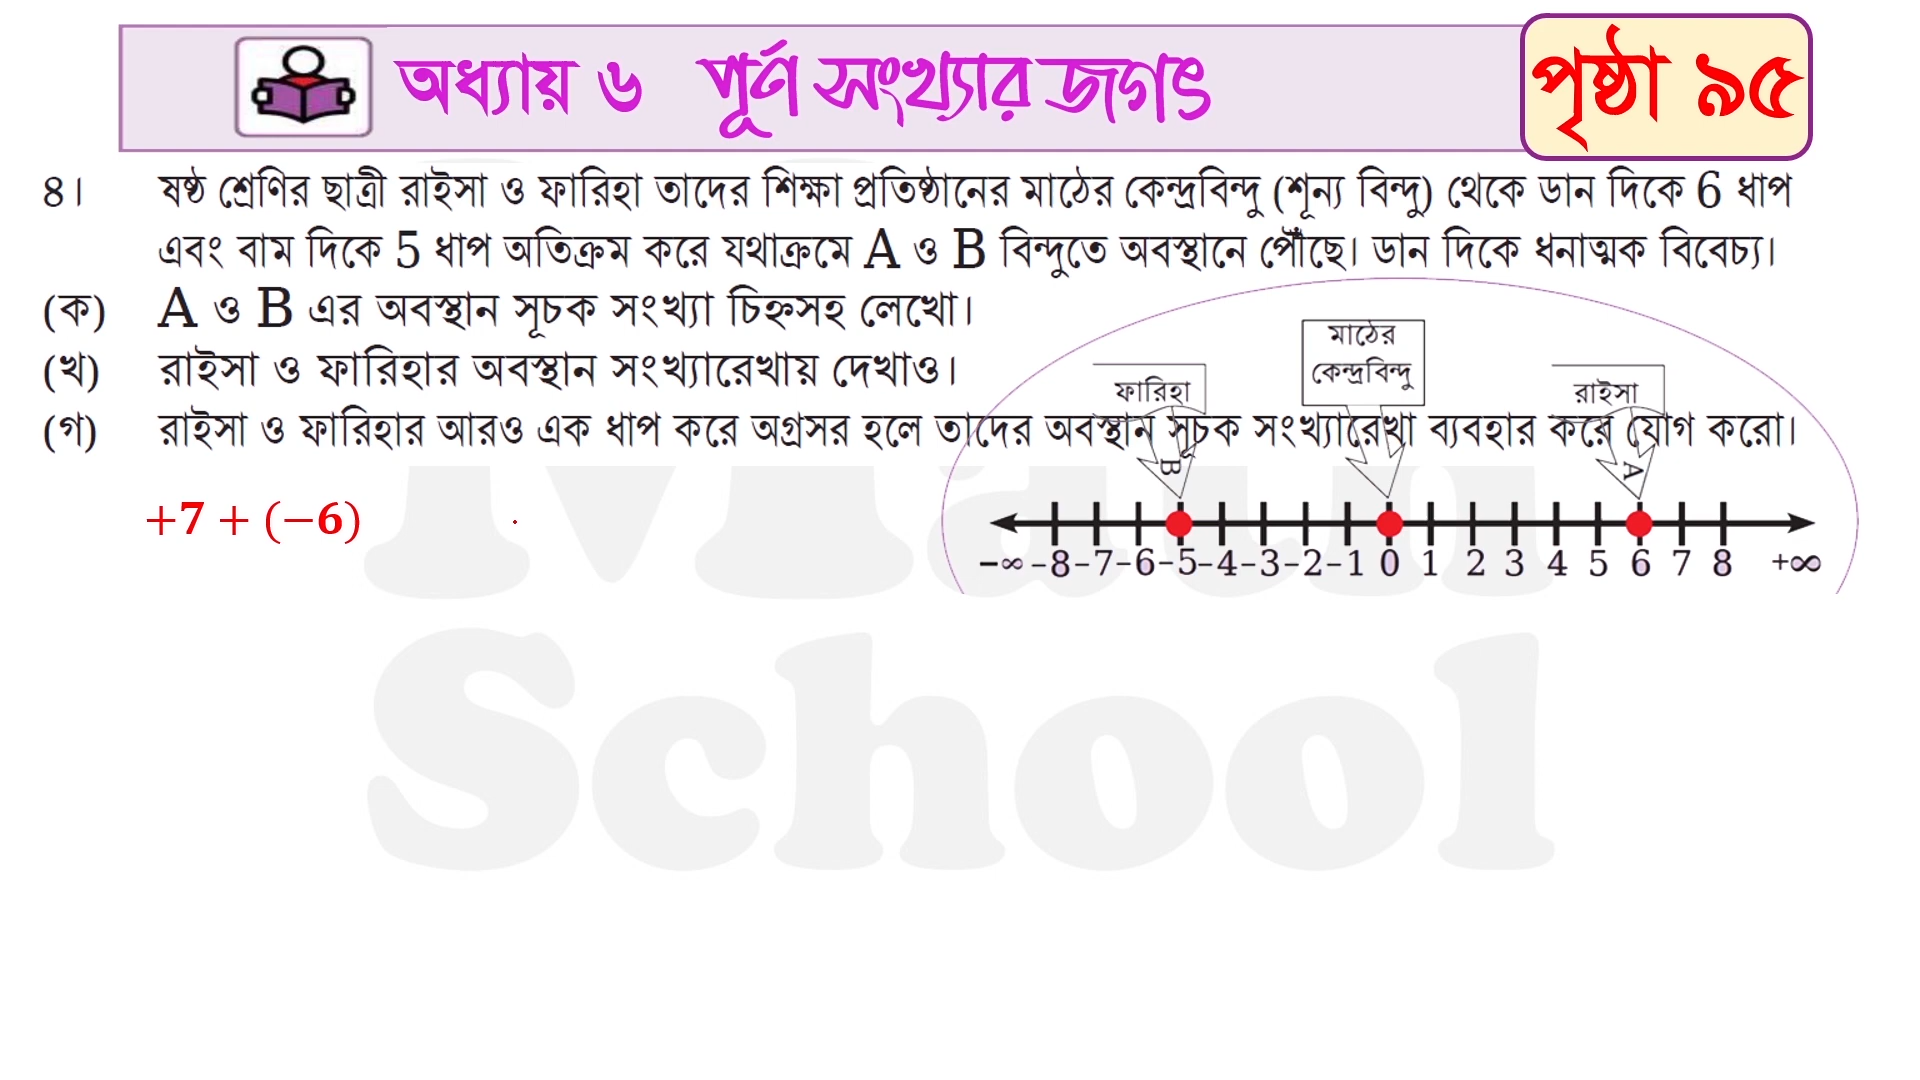 অধ্যায় ৬ পূর্ণ সংখ্যার জগৎ
পৃষ্ঠা ৯৫
৪। ষষ্ঠ শ্রেণির ছাত্রী রাইসা ও ফারিহা তাদের শিক্ষা প্রতিষ্ঠানের মাঠের কেন্দ্রবিন্দু (শূন্য বিন্দু) থেকে ডান দিকে 6 ধাপ
এবং বাম দিকে 5 ধাপ অতিক্রম করে যথাক্রমে A ও B বিন্দুতে অবস্থানে পৌঁছে। ডান দিকে ধনাত্মক বিবেচ্য।
(ক) A ও B এর অবস্থান সূচক সংখ্যা চিহ্নসহ লেখো।
(খ) রাইসা ও ফারিহার অবস্থান সংখ্যারেখায় দেখাও।
(গ) রাইসা ও ফারিহার আরও এক ধাপ করে অগ্রসর হলে তাদের অবস্থান সূচক সংখ্যারেখা ব্যবহার করে যোগ করো।
+7 + (−6)
মাঠের
কেন্দ্রবিন্দু
ফারিহা
রাইসা
B
A
−∞ −8 −7 −6 −5 −4 −3 −2 −1 0 1 2 3 4 5 6 7 8 +∞
Main
School